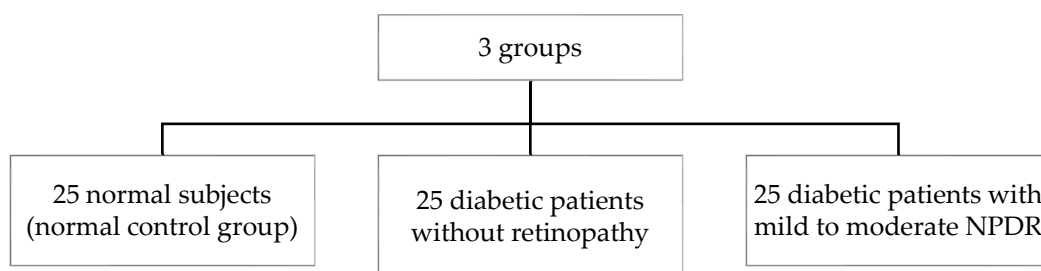 3 groups
25 normal subjects
(normal control group)
25 diabetic patients
without retinopathy
25 diabetic patients with
mild to moderate NPDR